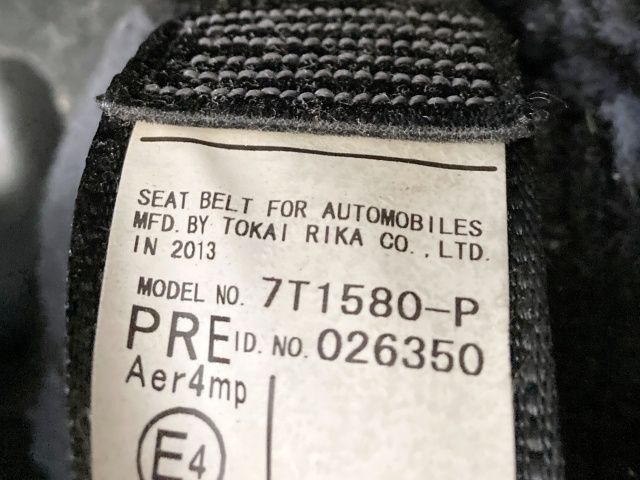 SEAT BELT FOR AUTOMOBILES
MFD. BY TOKAI RIKA CO., LTD.
IN 2013
MODEL NO. 7T1580-P
PRE ID. NO. 026350
Aer4mp
E4